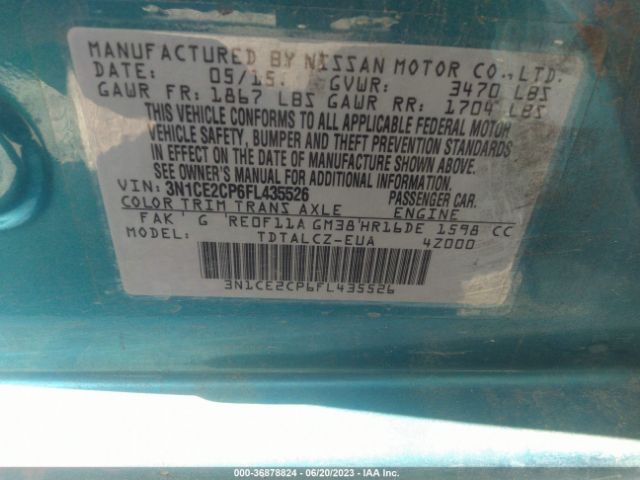 MANUFACTURED BY NISSAN MOTOR CO.,LTD.
DATE: 05/15 GVWR: 3470 LBS
GAWR FR: 1867 LBS GAWR RR: 1704 LBS
THIS VEHICLE CONFORMS TO ALL APPLICABLE FEDERAL MOTOR
VEHICLE SAFETY, BUMPER AND THEFT PREVENTION STANDARDS
IN EFFECT ON THE DATE OF MANUFACTURE SHOWN ABOVE.
SEE OWNER'S MANUAL FOR ADDITIONAL INFORMATION
VIN: 3N1CE2CP6FL435526 PASSENGER CAR.
COLOR TRIM TRANS AXLE ENGINE
FAK G RE0F11A GM38 HR16DE 1598 CC
MODEL: TDTALCZ-EUA 4Z000
3N1CE2CP6FL435526
000-36878824 | 06/20/2023 | IAA Inc.